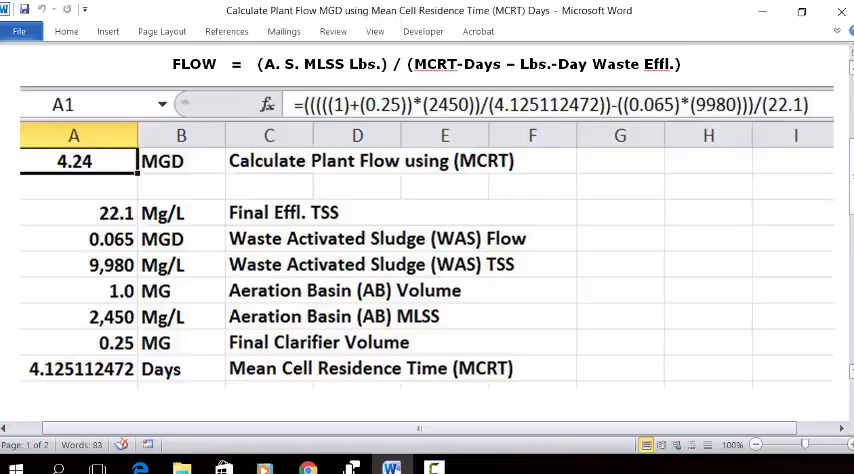 Calculate Plant Flow MGD using Mean Cell Residence Time (MCRT) Days - Microsoft Word
File Home Insert Page Layout References Mailings Review View Developer Acrobat
FLOW = (A. S. MLSS Lbs.) / (MCRT-Days – Lbs.-Day Waste Effl.)
A1 fx =(((((1)+(0.25))*(2450))/(4.125112472))-((0.065)*(9980)))/(22.1)
A B C D E F G H I
4.24 MGD Calculate Plant Flow using (MCRT)
22.1 Mg/L Final Effl. TSS
0.065 MGD Waste Activated Sludge (WAS) Flow
9,980 Mg/L Waste Activated Sludge (WAS) TSS
1.0 MG Aeration Basin (AB) Volume
2,450 Mg/L Aeration Basin (AB) MLSS
0.25 MG Final Clarifier Volume
4.125112472 Days Mean Cell Residence Time (MCRT)
Page: 1 of 2 Words: 83 100%